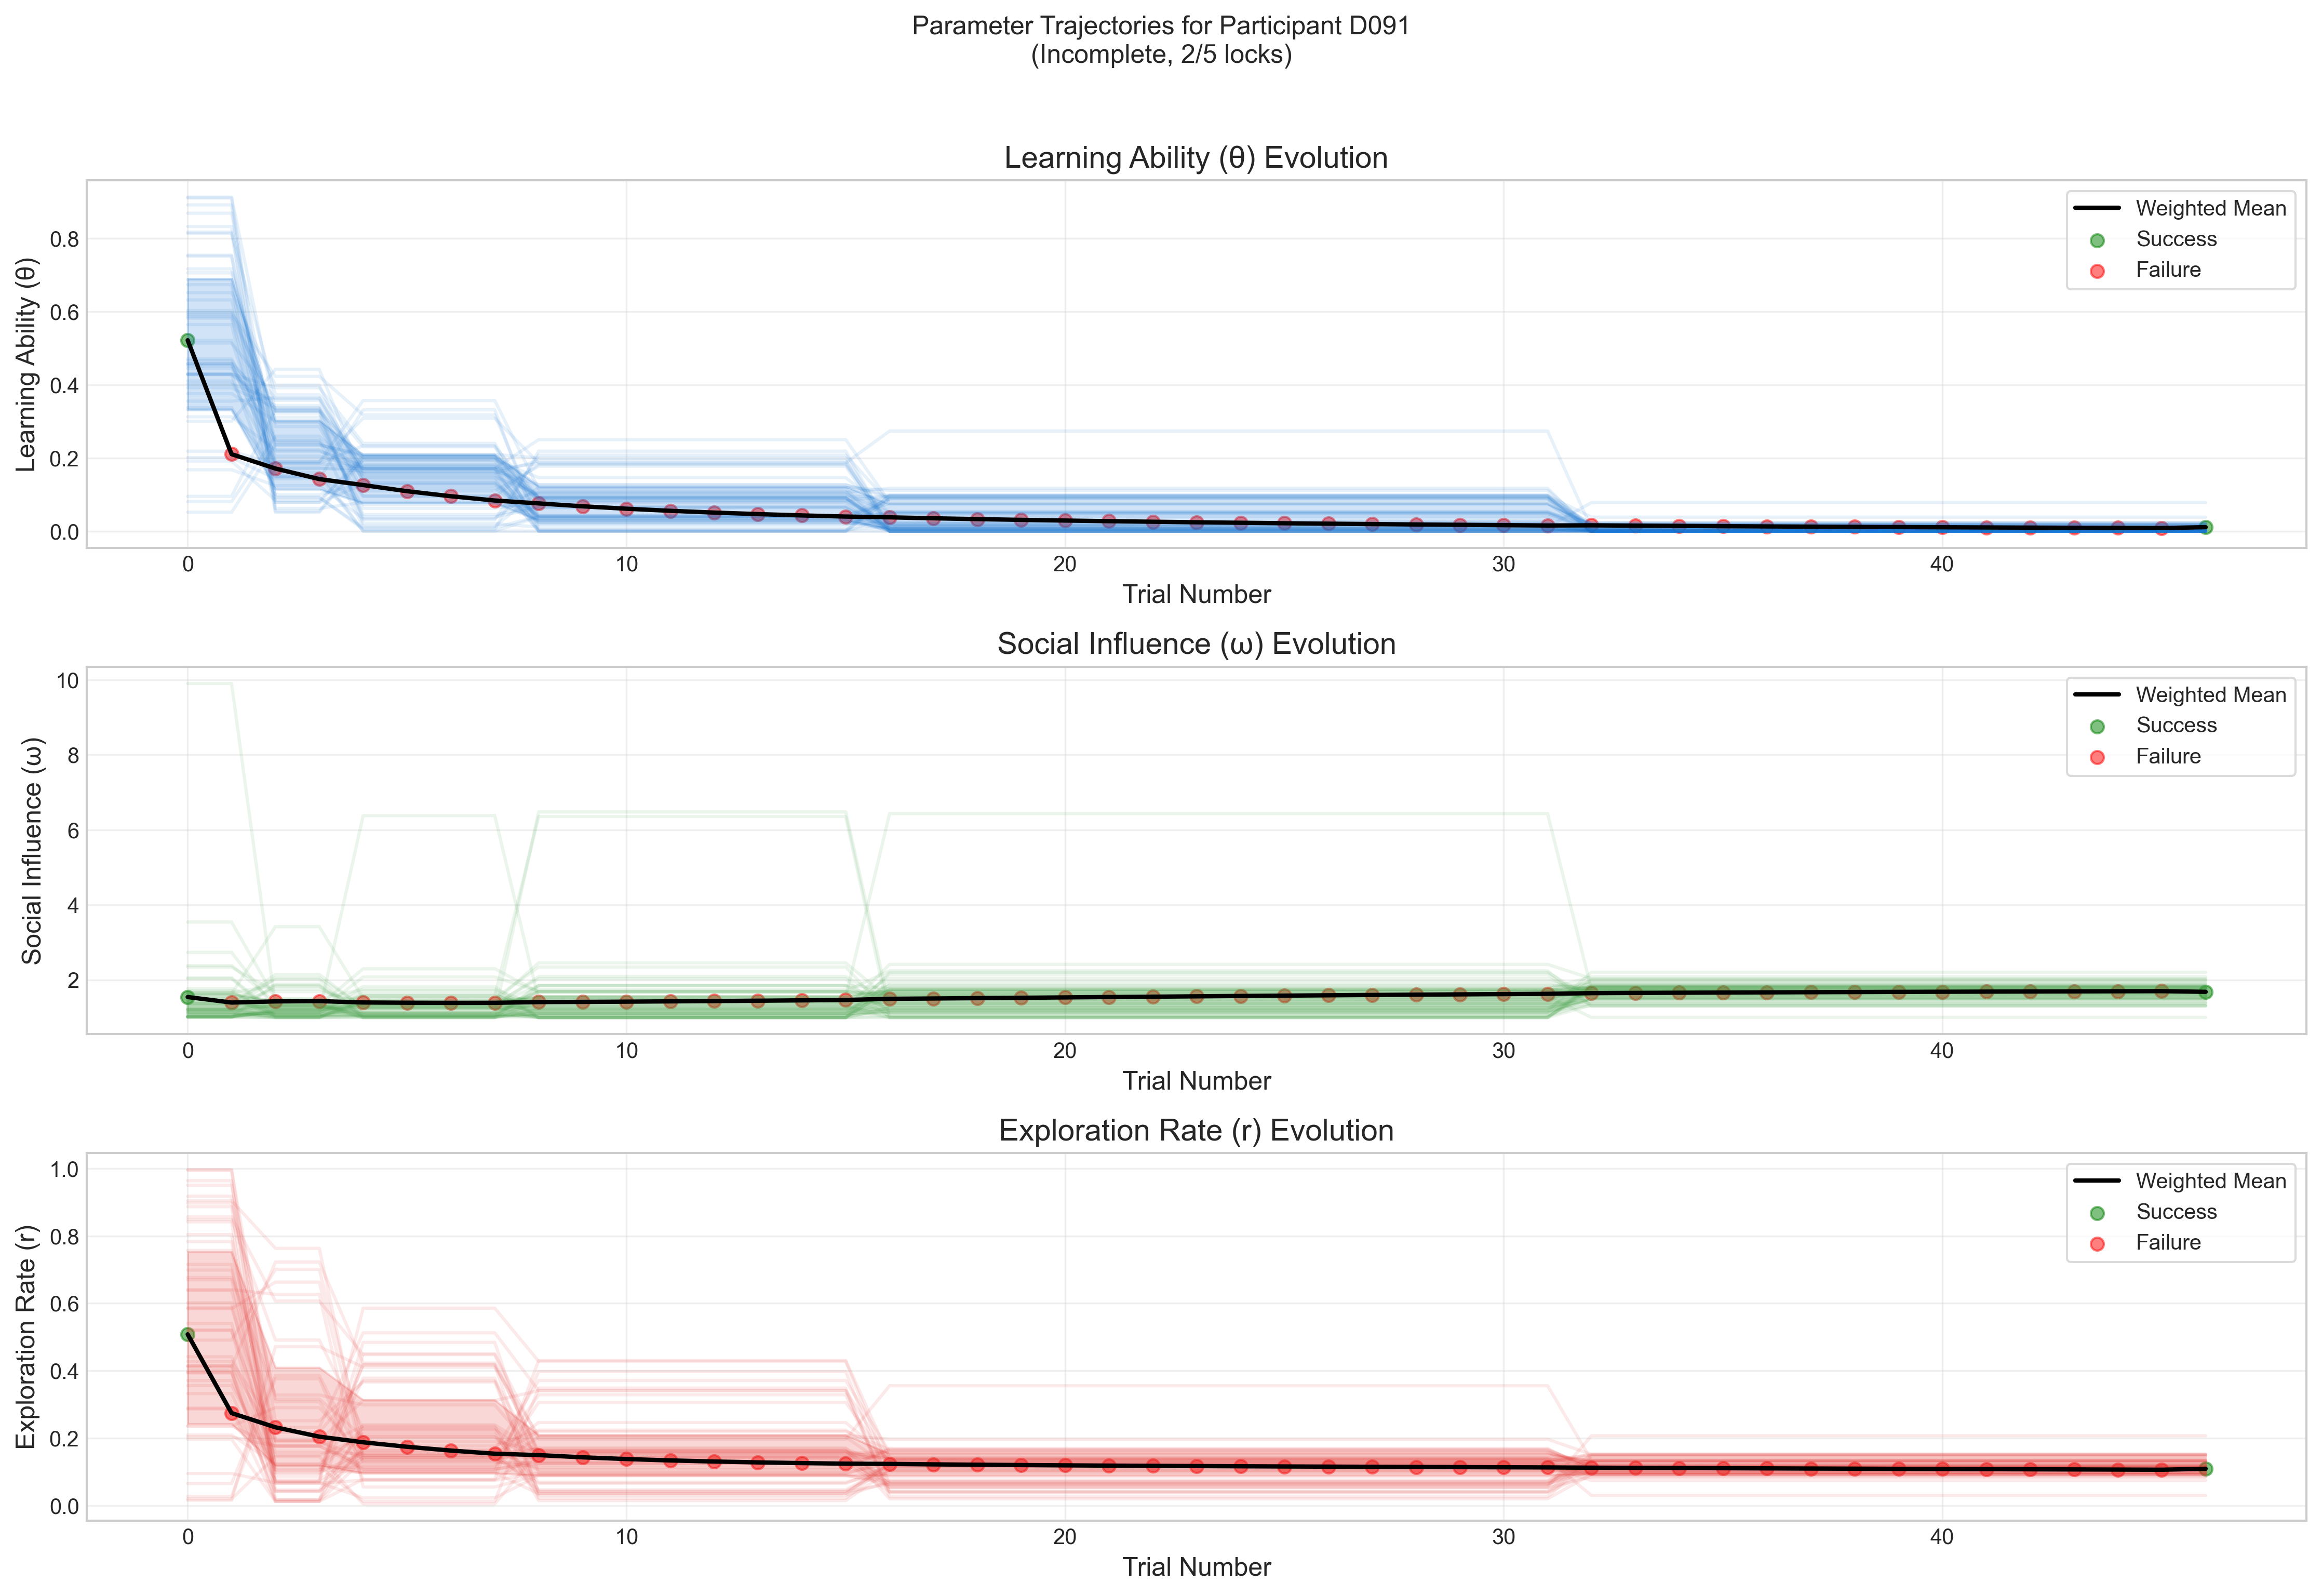 Parameter Trajectories for Participant D091
(Incomplete, 2/5 locks)
Learning Ability (θ) Evolution
Learning Ability (θ)
0.8
0.6
0.4
0.2
0.0
Weighted Mean
Success
Failure
0 10 20 30 40
Trial Number
Social Influence (ω) Evolution
Social Influence (ω)
10
8
6
4
2
Weighted Mean
Success
Failure
0 10 20 30 40
Trial Number
Exploration Rate (r) Evolution
Exploration Rate (r)
1.0
0.8
0.6
0.4
0.2
0.0
Weighted Mean
Success
Failure
0 10 20 30 40
Trial Number